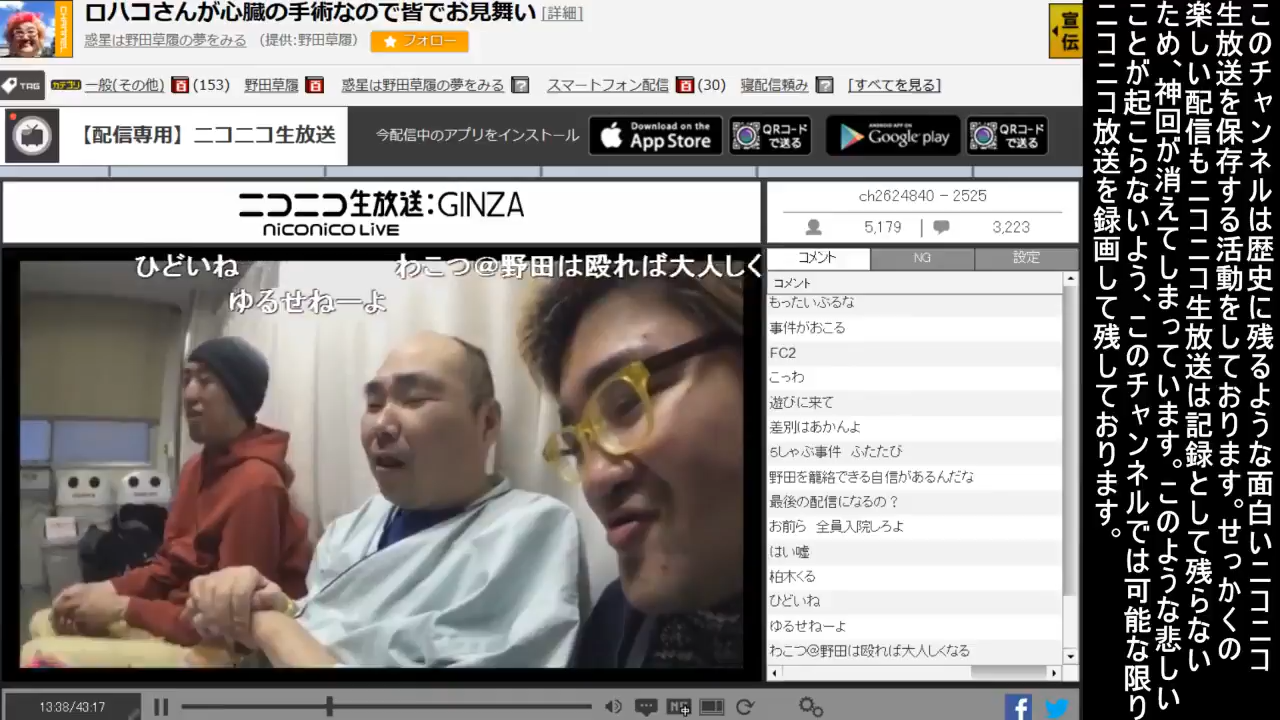 ロハコさんが心臓の手術なので皆でお見舞い [詳細]
CHANNEL
惑星は野田草履の夢をみる (提供:野田草履) ★ フォロー
宣伝
TAG カテゴリ 一般(その他) 百 (153) 野田草履 百 惑星は野田草履の夢をみる ? スマートフォン配信 百 (30) 寝配信頼み ? [すべてを見る]
【配信専用】ニコニコ生放送
今配信中のアプリをインストール
Download on the App Store
QRコードで送る
ANDROID APP ON Google play
QRコードで送る
ニコニコ生放送:GINZA
niconico LIVE
ch2624840 - 2525
5,179 | 3,223
コメント NG 設定
コメント
もったいぶるな
事件がおこる
FC2
こっわ
遊びに来て
差別はあかんよ
5しゃぶ事件 ふたたび
野田を籠絡できる自信があるんだな
最後の配信になるの？
お前ら 全員入院しろよ
はい嘘
柏木くる
ひどいね
ゆるせねーよ
わこつ@野田は殴れば大人しくなる
ひどいね
わこつ@野田は殴れば大人しく
ゆるせねーよ
13:38/43:17
このチャンネルは歴史に残るような面白いニコニコ
生放送を保存する活動をしております。せっかくの
楽しい配信もニコニコ生放送は記録として残らない
ため、神回が消えてしまっています。このような悲しい
ことが起こらないよう、このチャンネルでは可能な限り
ニコニコ放送を録画して残しております。